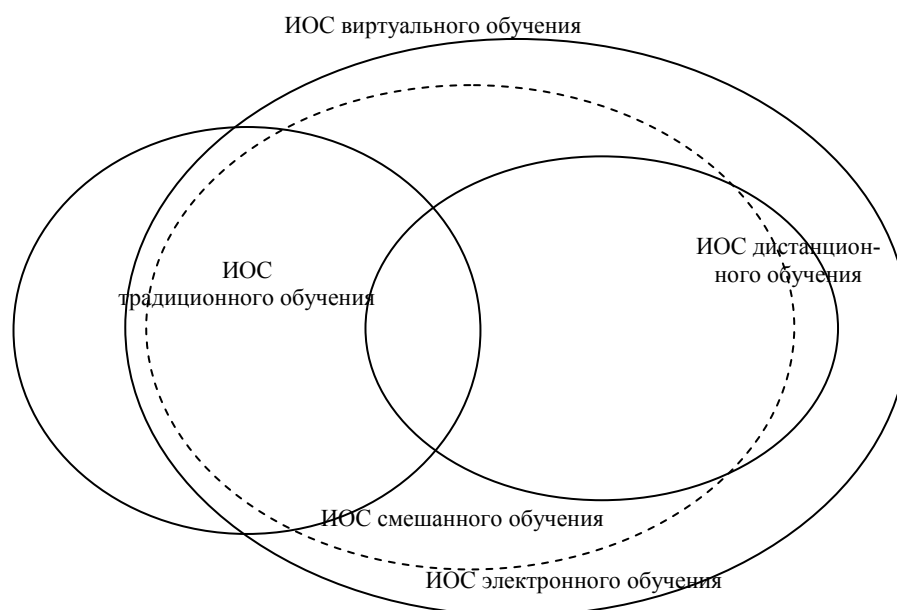 ИОС виртуального обучения
ИОС дистанцион-
ного обучения
ИОС
традиционного обучения
ИОС смешанного обучения
ИОС электронного обучения